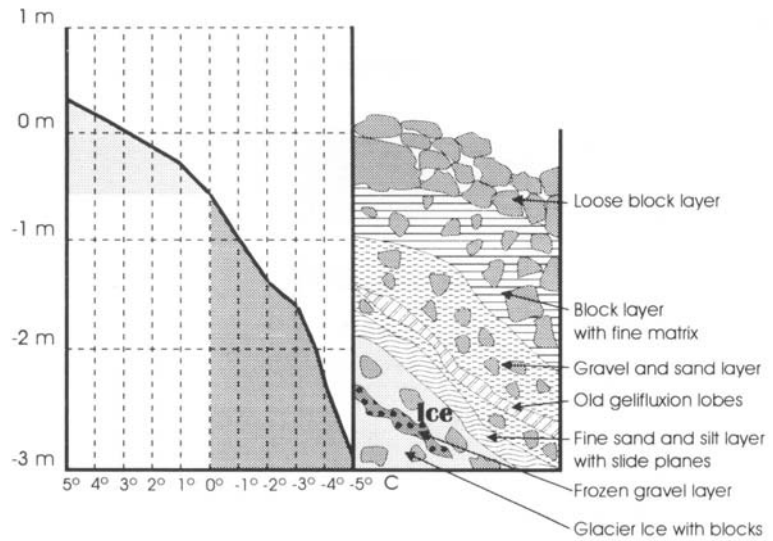 1 m
0 m
-1 m
-2 m
-3 m
5° 4° 3° 2° 1° 0° -1° -2° -3° -4° -5° C
Loose block layer
Block layer
with fine matrix
Gravel and sand layer
Old gelifluxion lobes
Ice
Fine sand and silt layer
with slide planes
Frozen gravel layer
Glacier Ice with blocks